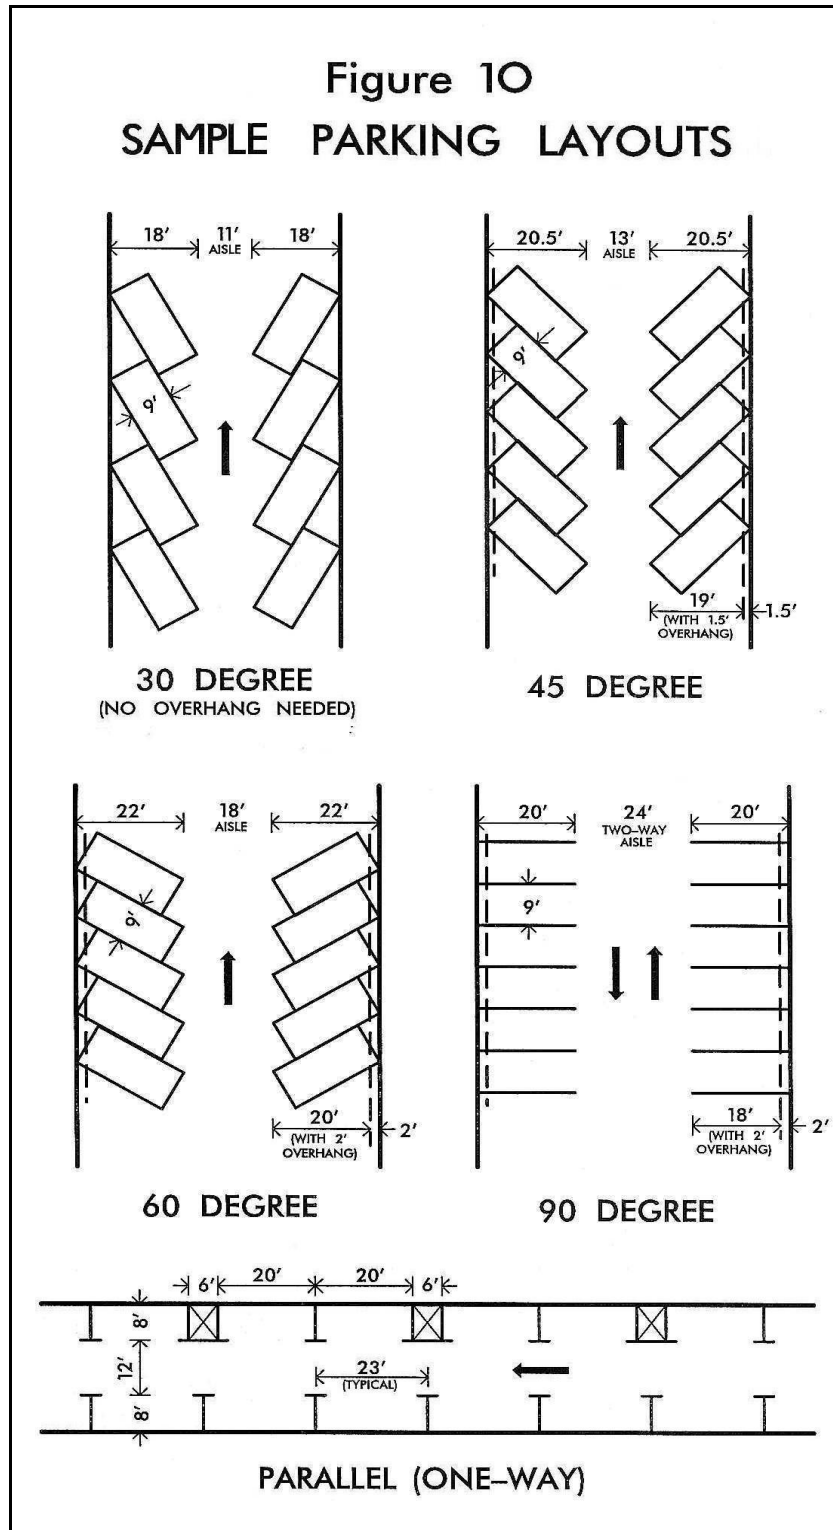 Figure 10
SAMPLE PARKING LAYOUTS
18' 11' 18'
AISLE
9'
30 DEGREE
(NO OVERHANG NEEDED)
20.5' 13' 20.5'
AISLE
9'
19' 1.5'
(WITH 1.5'
OVERHANG)
45 DEGREE
22' 18' 22'
AISLE
9'
20' 2'
(WITH 2'
OVERHANG)
60 DEGREE
20' 24' 20'
TWO–WAY
AISLE
9'
18' 2'
(WITH 2'
OVERHANG)
90 DEGREE
6' 20' 20' 6'
8'
12'
23'
(TYPICAL)
8'
PARALLEL (ONE–WAY)